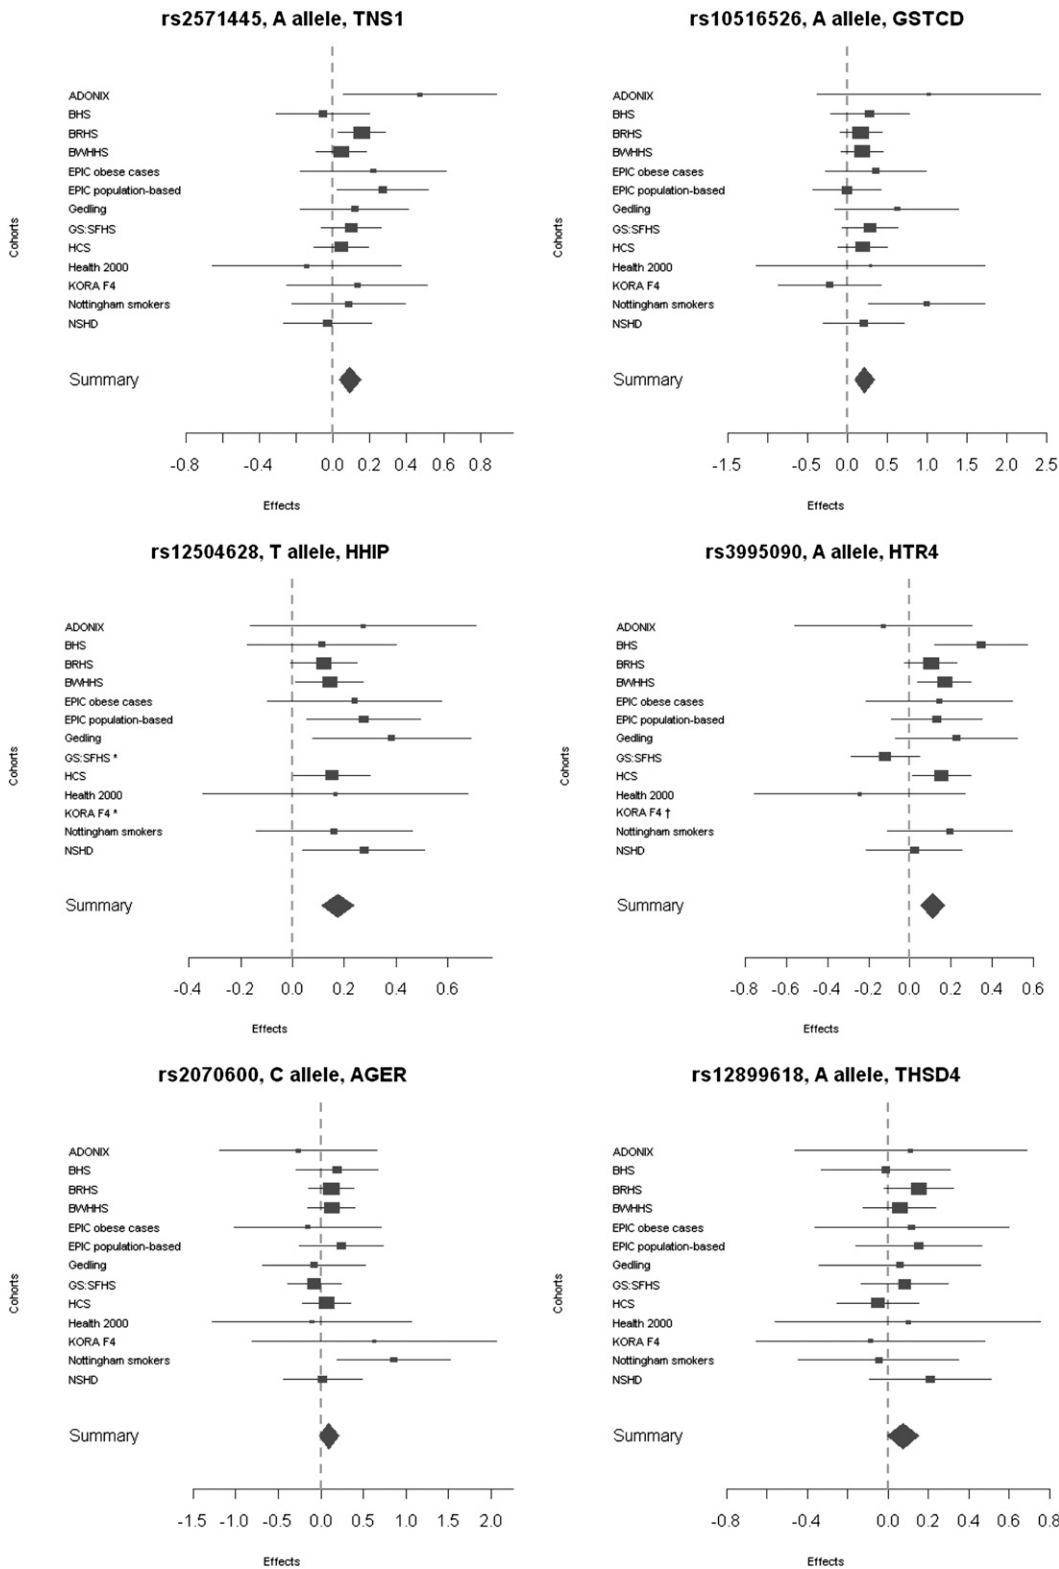 rs2571445, A allele, TNS1
ADONIX
BHS
BRHS
BWHHS
EPIC obese cases
EPIC population-based
Gedling
GS:SFHS
HCS
Health 2000
KORA F4
Nottingham smokers
NSHD
Cohorts
Summary
-0.8 -0.4 0.0 0.2 0.4 0.6 0.8
Effects
rs10516526, A allele, GSTCD
ADONIX
BHS
BRHS
BWHHS
EPIC obese cases
EPIC population-based
Gedling
GS:SFHS
HCS
Health 2000
KORA F4
Nottingham smokers
NSHD
Cohorts
Summary
-1.5 -0.5 0.0 0.5 1.0 1.5 2.0 2.5
Effects
rs12504628, T allele, HHIP
ADONIX
BHS
BRHS
BWHHS
EPIC obese cases
EPIC population-based
Gedling
GS:SFHS *
HCS
Health 2000
KORA F4 *
Nottingham smokers
NSHD
Cohorts
Summary
-0.4 -0.2 0.0 0.2 0.4 0.6
Effects
rs3995090, A allele, HTR4
ADONIX
BHS
BRHS
BWHHS
EPIC obese cases
EPIC population-based
Gedling
GS:SFHS
HCS
Health 2000
KORA F4 †
Nottingham smokers
NSHD
Cohorts
Summary
-0.8 -0.6 -0.4 -0.2 0.0 0.2 0.4 0.6
Effects
rs2070600, C allele, AGER
ADONIX
BHS
BRHS
BWHHS
EPIC obese cases
EPIC population-based
Gedling
GS:SFHS
HCS
Health 2000
KORA F4
Nottingham smokers
NSHD
Cohorts
Summary
-1.5 -1.0 -0.5 0.0 0.5 1.0 1.5 2.0
Effects
rs12899618, A allele, THSD4
ADONIX
BHS
BRHS
BWHHS
EPIC obese cases
EPIC population-based
Gedling
GS:SFHS
HCS
Health 2000
KORA F4
Nottingham smokers
NSHD
Cohorts
Summary
-0.8 -0.4 0.0 0.2 0.4 0.6 0.8
Effects